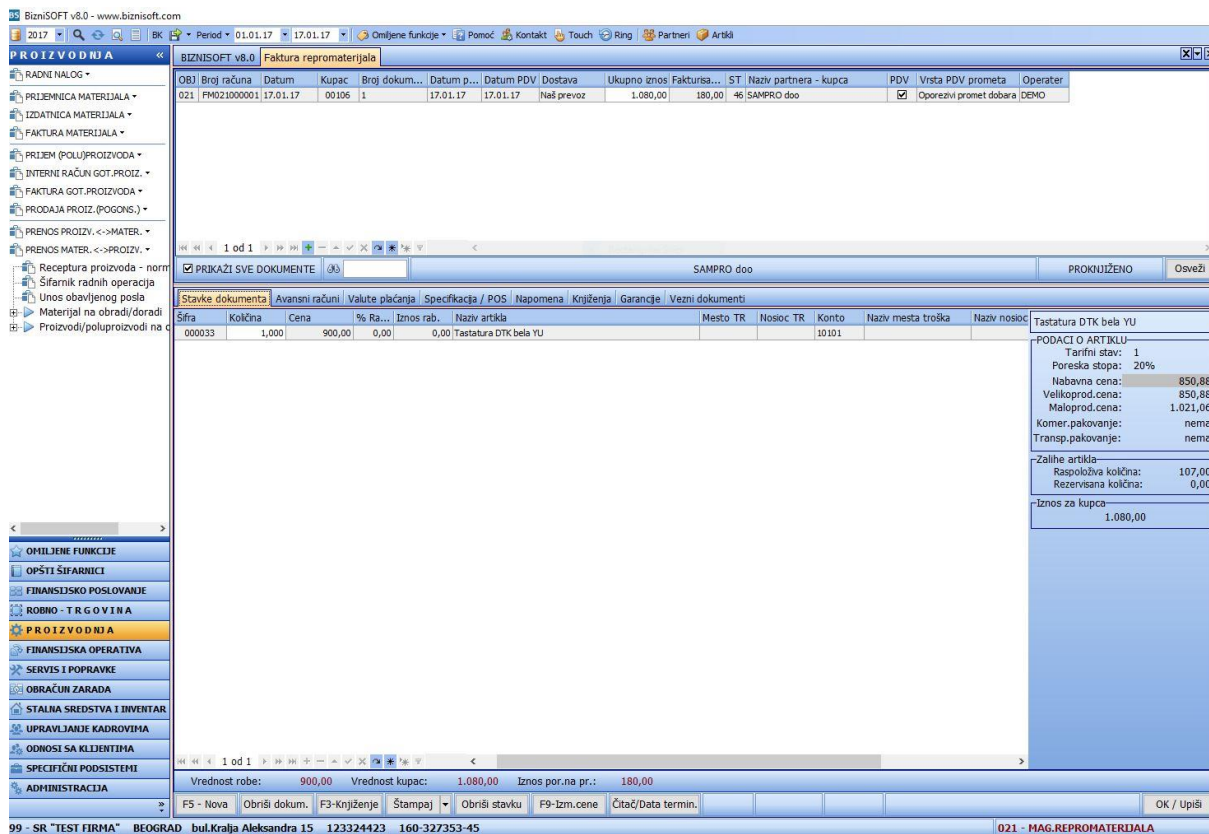 BizniSOFT v8.0 - www.biznisoft.com
2017 BK Period 01.01.17 17.01.17 Omiljene funkcije Pomoć Kontakt Touch Ring Partneri Artikli
PROIZVODNJA «
BIZNISOFT v8.0 Faktura repromaterijala
RADNI NALOG
PRIJEMNICA MATERIJALA
IZDATNICA MATERIJALA
FAKTURA MATERIJALA
PRIJEM (POLU)PROIZVODA
INTERNI RAČUN GOT.PROIZ.
FAKTURA GOT.PROIZVODA
PRODAJA PROIZ.(POGONS.)
PRENOS PROIZV.<->MATER.
PRENOS MATER.<->PROIZV.
Receptura proizvoda - norm
Šifarnik radnih operacija
Unos obavljenog posla
Materijal na obradi/doradi
Proizvodi/poluproizvodi na d
OBJ Broj računa Datum Kupac Broj dokum... Datum p... Datum PDV Dostava Ukupno iznos Fakturisa... ST Naziv partnera - kupca PDV Vrsta PDV prometa Operater
021 FM021000001 17.01.17 00106 1 17.01.17 17.01.17 Naš prevoz 1.080,00 180,00 46 SAMPRO doo Oporezivi promet dobara DEMO
1 od 1
PRIKAŽI SVE DOKUMENTE SAMPRO doo PROKNJIŽENO Osveži
Stavke dokumenta Avansni računi Valute plaćanja Specifikacija / POS Napomena Knjiženja Garancije Vezni dokumenti
Šifra Količina Cena % Ra... Iznos rab. Naziv artikla Mesto TR Nosioc TR Konto Naziv mesta troška Naziv nosioc
000033 1,000 900,00 0,00 0,00 Tastatura DTK bela YU 10101
Tastatura DTK bela YU
PODACI O ARTIKLU
Tarifni stav: 1
Poreska stopa: 20%
Nabavna cena: 850,88
Velikoprod.cena: 850,88
Maloprod.cena: 1.021,06
Komer.pakovanje: nema
Transp.pakovanje: nema
Zalihe artikla
Raspoloživa količina: 107,00
Rezervisana količina: 0,00
Iznos za kupca
1.080,00
OMILJENE FUNKCIJE
OPŠTI ŠIFARNICI
FINANSIJSKO POSLOVANJE
ROBNO - T R G O V I N A
P R O I Z V O D NJ A
FINANSIJSKA OPERATIVA
SERVIS I POPRAVKE
OBRAČUN ZARADA
STALNA SREDSTVA I INVENTAR
UPRAVLJANJE KADROVIMA
ODNOSI SA KLIJENTIMA
SPECIFIČNI PODSISTEMI
ADMINISTRACIJA
1 od 1
Vrednost robe: 900,00 Vrednost kupac: 1.080,00 Iznos por.na pr.: 180,00
F5 - Nova Obriši dokum. F3-Knjiženje Štampaj Obriši stavku F9-Izm.cene Čitač/Data termin. OK / Upiši
99 - SR "TEST FIRMA" BEOGRAD bul.Kralja Aleksandra 15 123324423 160-327353-45 021 - MAG.REPROMATERIJALA